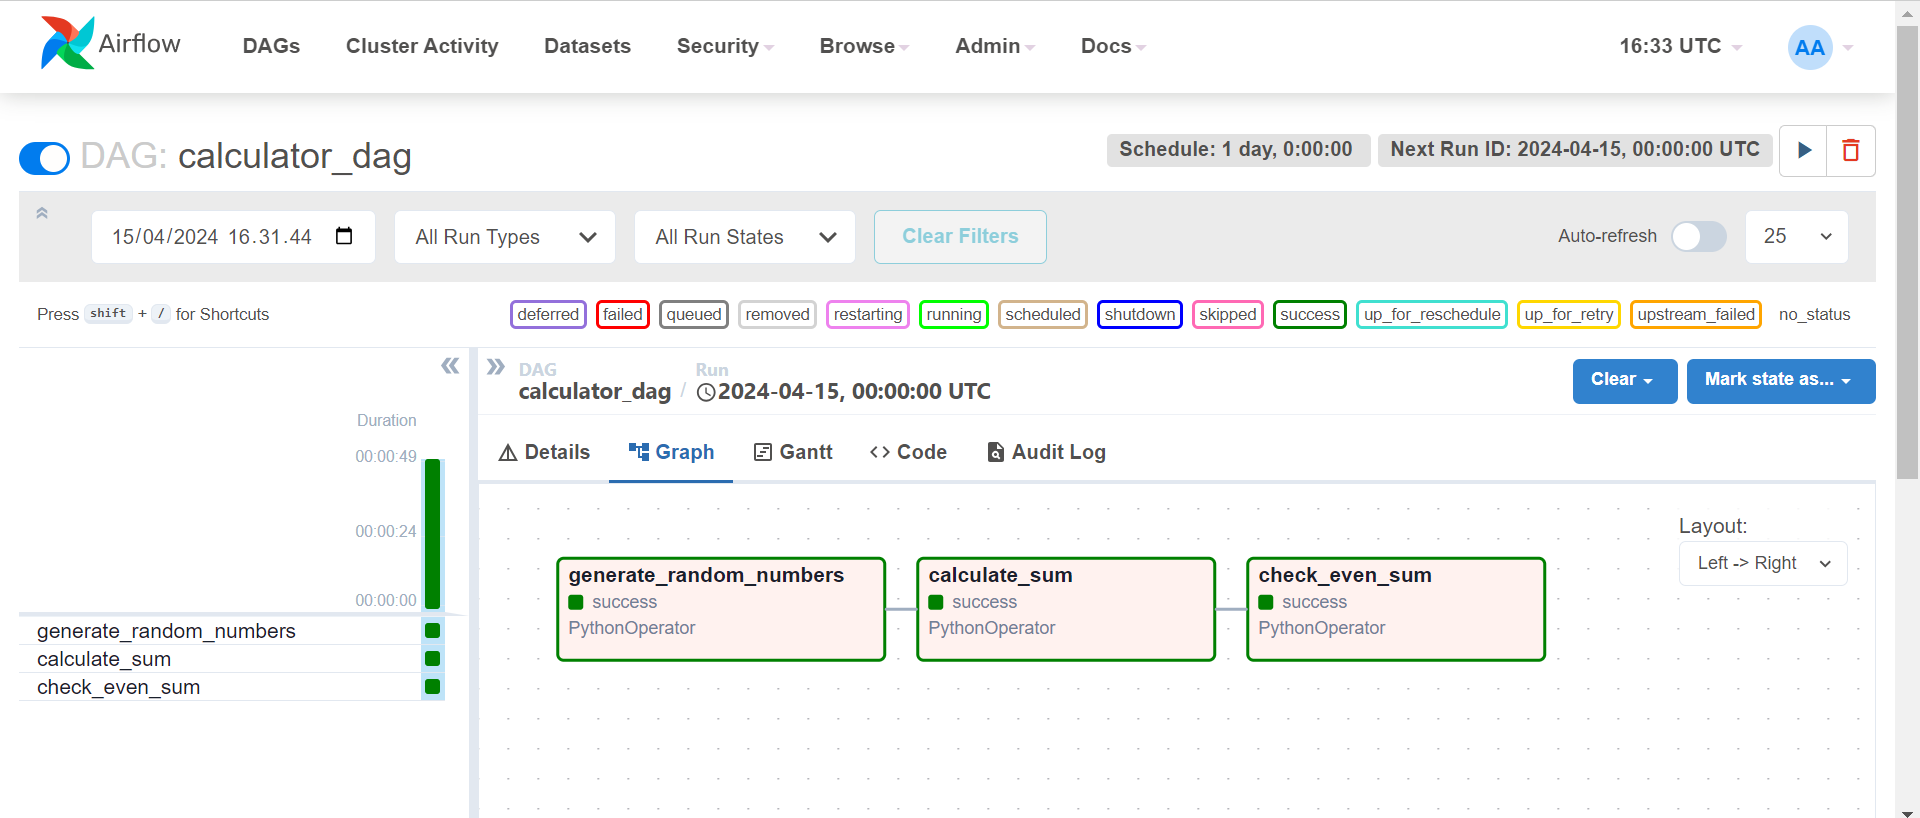 Airflow DAGs Cluster Activity Datasets Security Browse Admin Docs 16:33 UTC AA
DAG: calculator_dag Schedule: 1 day, 0:00:00 Next Run ID: 2024-04-15, 00:00:00 UTC
15/04/2024 16.31.44 All Run Types All Run States Clear Filters Auto-refresh 25
Press shift + / for Shortcuts deferred failed queued removed restarting running scheduled shutdown skipped success up_for_reschedule up_for_retry upstream_failed no_status
DAG Run
calculator_dag / 2024-04-15, 00:00:00 UTC Clear Mark state as...
Details Graph Gantt Code Audit Log
Duration
00:00:49
00:00:24
00:00:00
generate_random_numbers
calculate_sum
check_even_sum
Layout:
Left -> Right
generate_random_numbers
success
PythonOperator
calculate_sum
success
PythonOperator
check_even_sum
success
PythonOperator